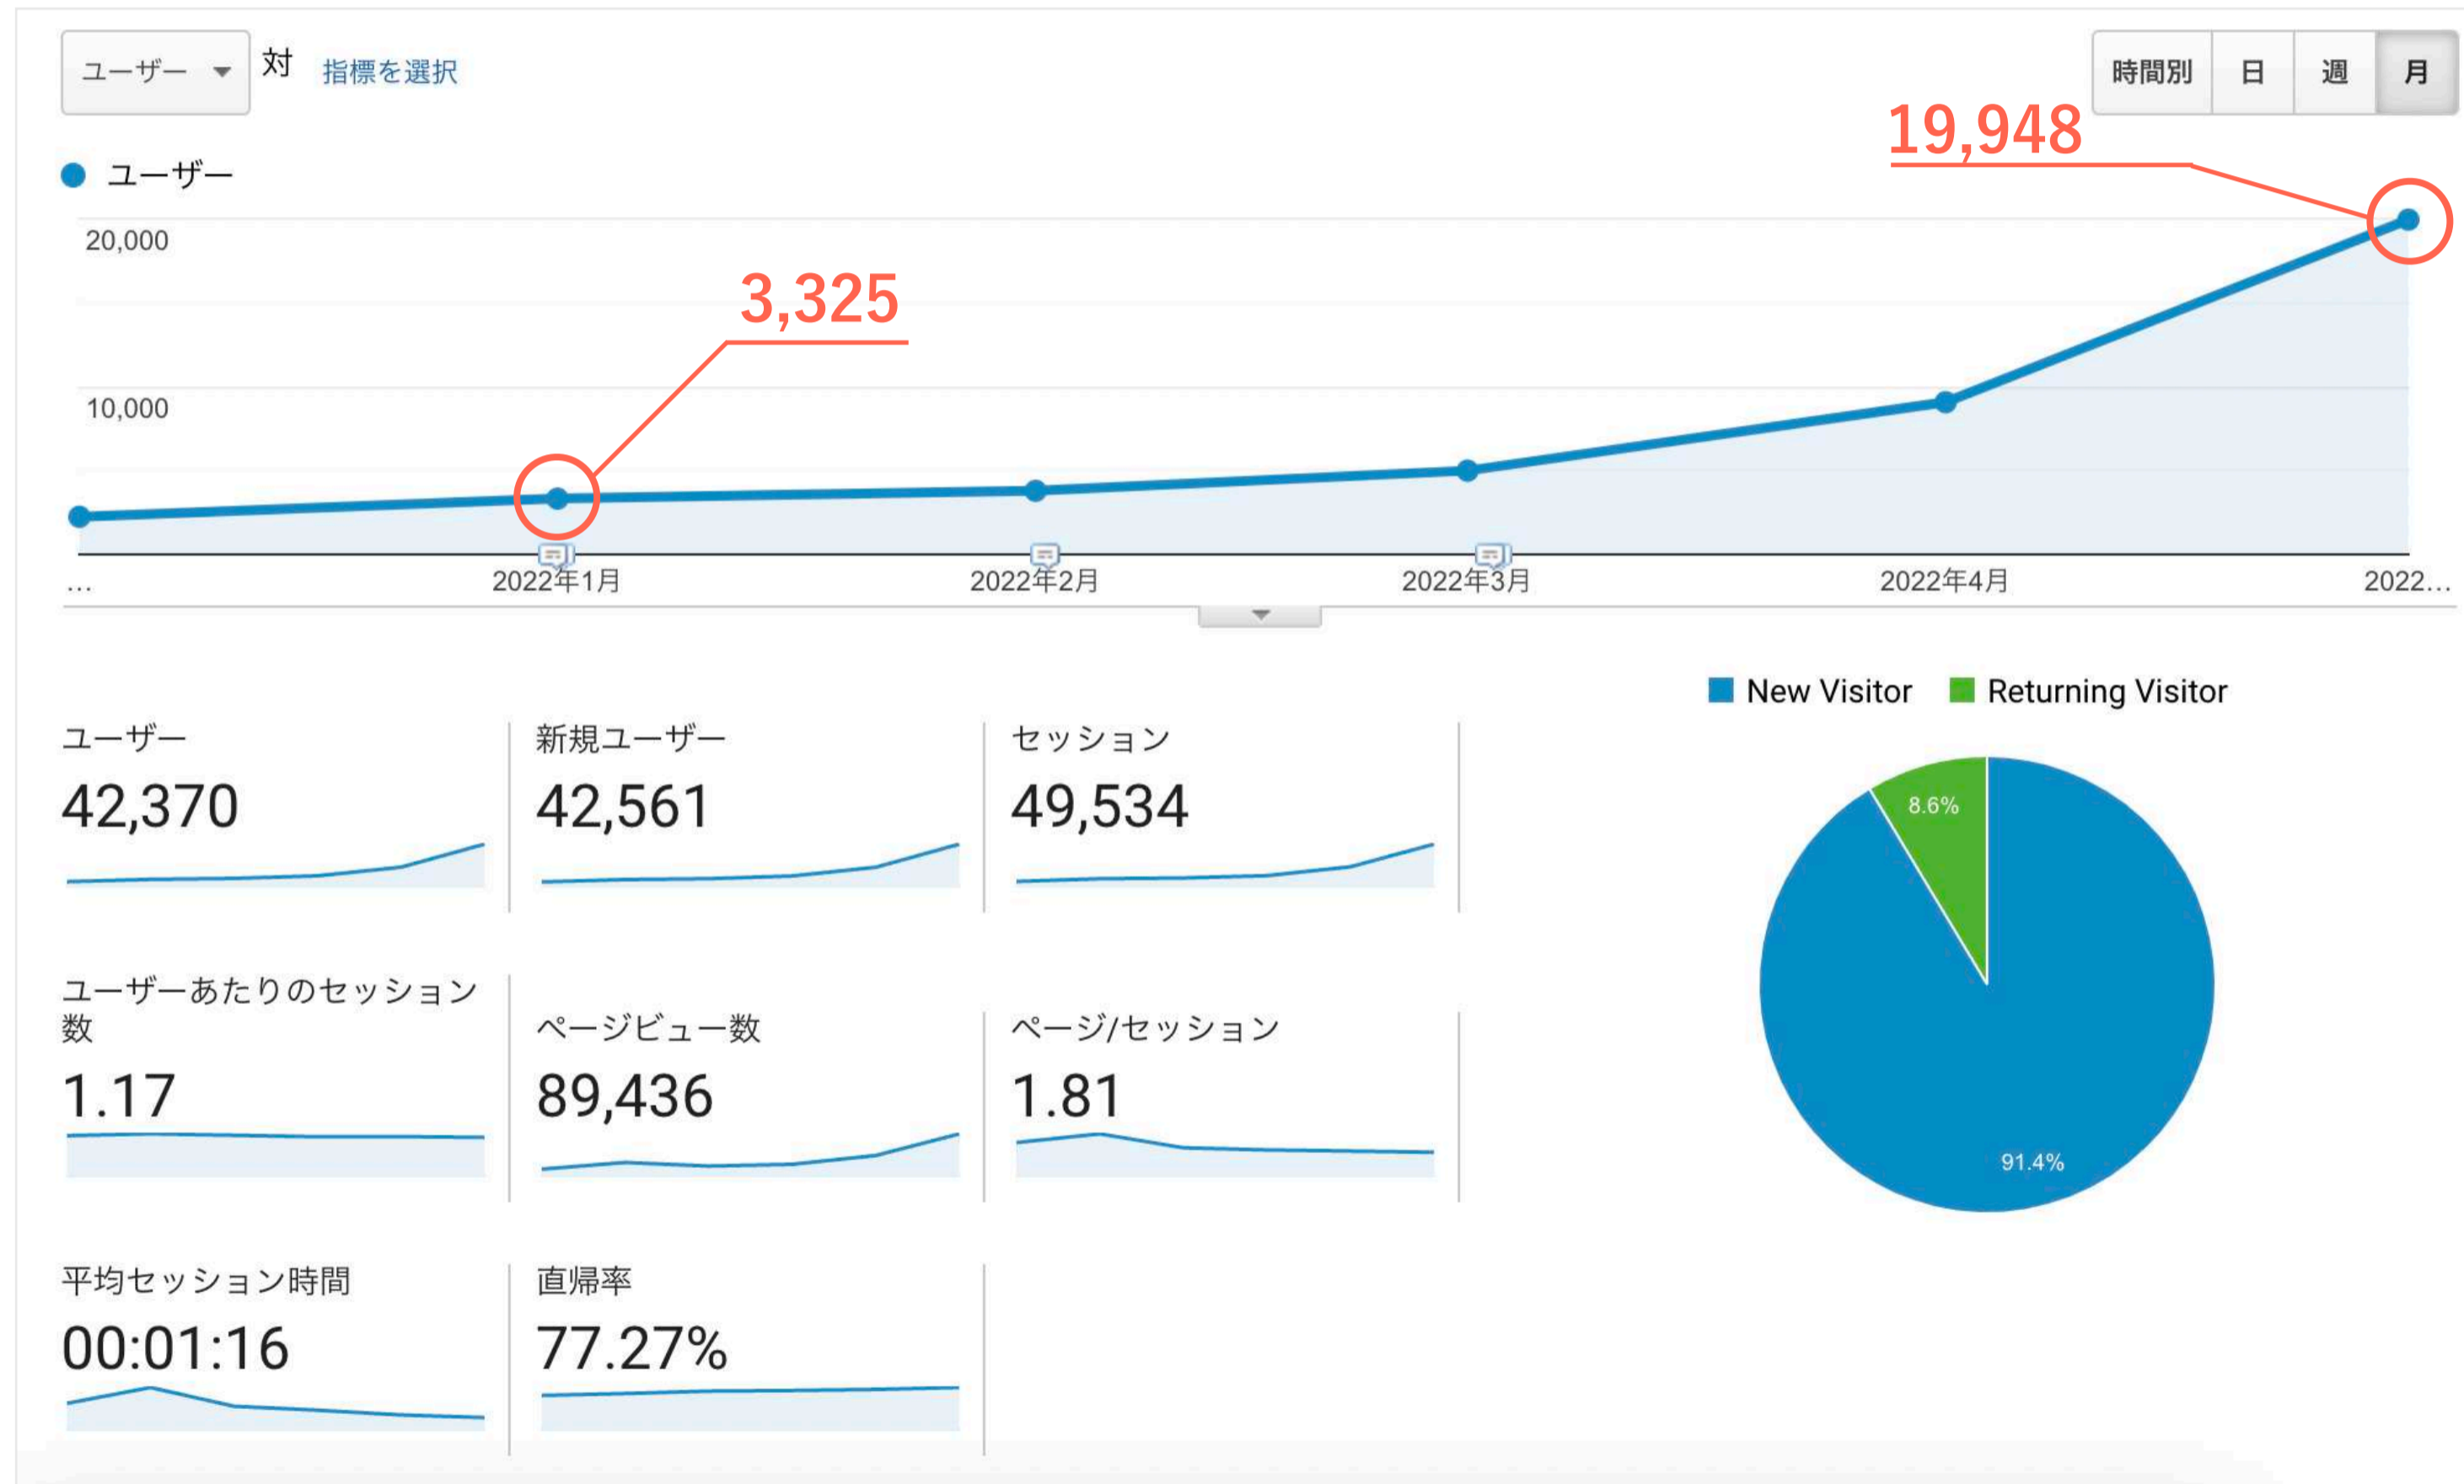 ユーザー 対 指標を選択
時間別 日 週 月
19,948
ユーザー
20,000
3,325
10,000
... 2022年1月 2022年2月 2022年3月 2022年4月 2022...
New Visitor Returning Visitor
ユーザー
42,370
新規ユーザー
42,561
セッション
49,534
8.6%
91.4%
ユーザーあたりのセッション
数
1.17
ページビュー数
89,436
ページ/セッション
1.81
平均セッション時間
00:01:16
直帰率
77.27%